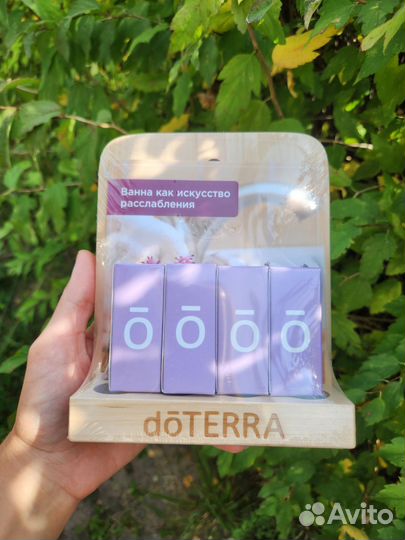 Ванна как искусство
расслабления
ō ō ō ō
dōTERRA
Avito